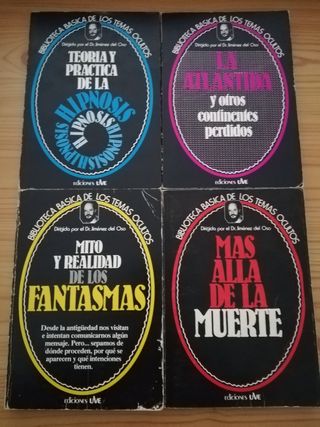 BIBLIOTECA BASICA DE LOS TEMAS OCULTOS
Dirigido por el Dr. Jiménez del Oso
TEORIA Y
PRACTICA
DE LA
HIPNOSIS
HIPNOSIS
HIPNOSIS
HIPNOSIS
ediciones UVE
BIBLIOTECA BASICA DE LOS TEMAS OCULTOS
Dirigido por el Dr. Jiménez del Oso
LA
ATLANTIDA
y otros
continentes
perdidos
ediciones UVE
BIBLIOTECA BASICA DE LOS TEMAS OCULTOS
Dirigido por el Dr. Jiménez del Oso
MITO
Y REALIDAD
DE LOS
FANTASMAS
Desde la antigüedad nos visitan
e intentan comunicarnos algún
mensaje. Pero... sepamos de
dónde proceden, por qué se
aparecen y qué intenciones
tienen.
ediciones UVE
BIBLIOTECA BASICA DE LOS TEMAS OCULTOS
Dirigido por el Dr. Jiménez del Oso
MAS
ALLA
DE LA
MUERTE
ediciones UVE